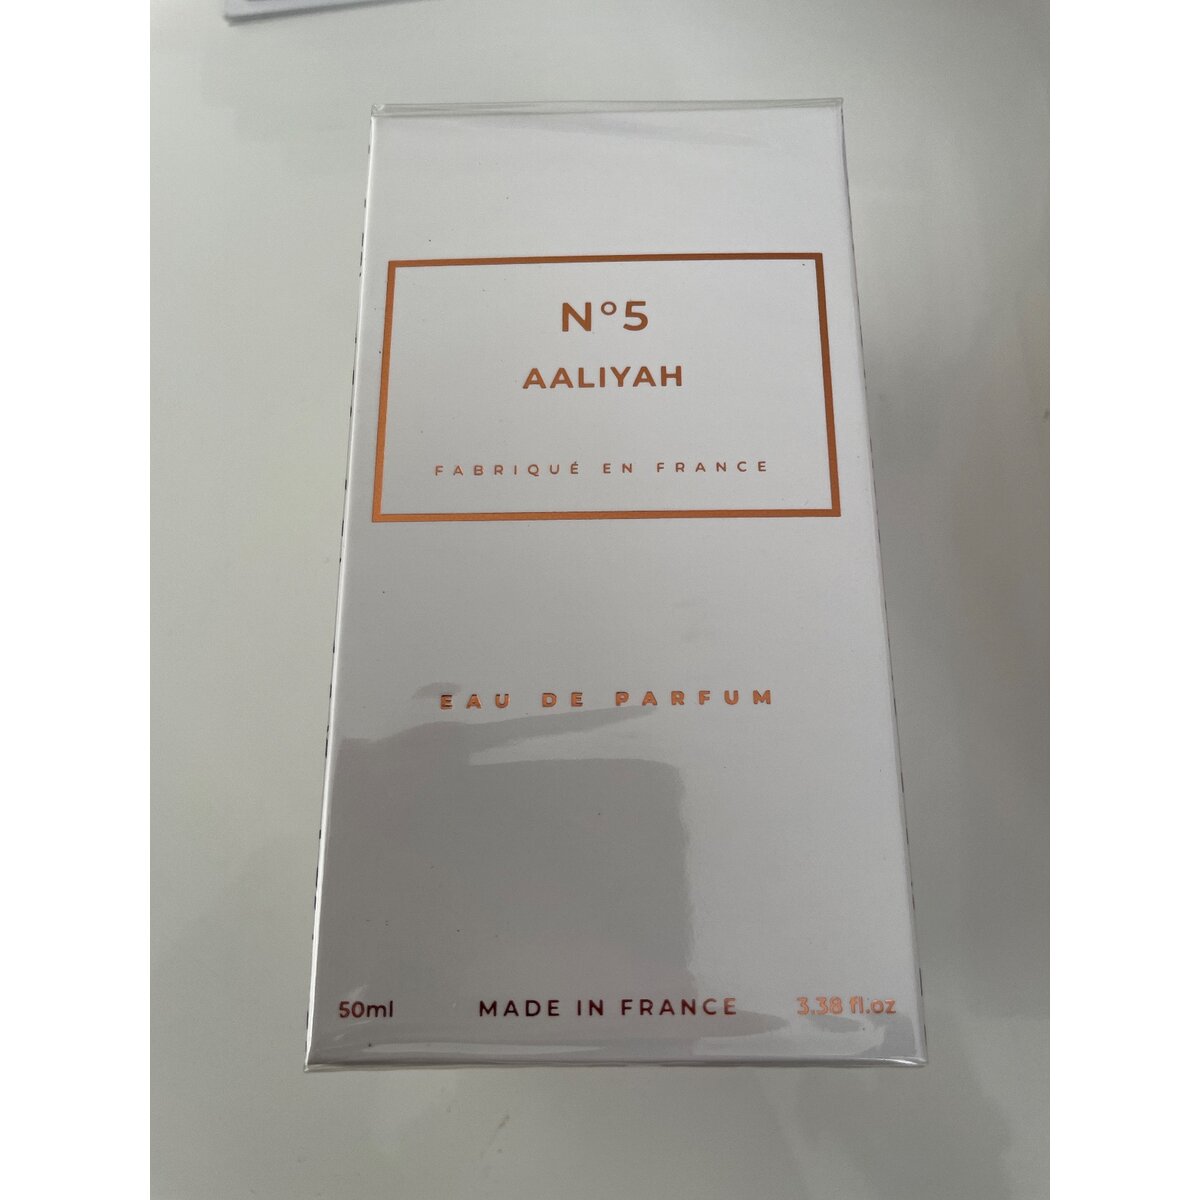 N°5
AALIYAH
FABRIQUÉ EN FRANCE
EAU DE PARFUM
50ml MADE IN FRANCE 3.38 fl.oz